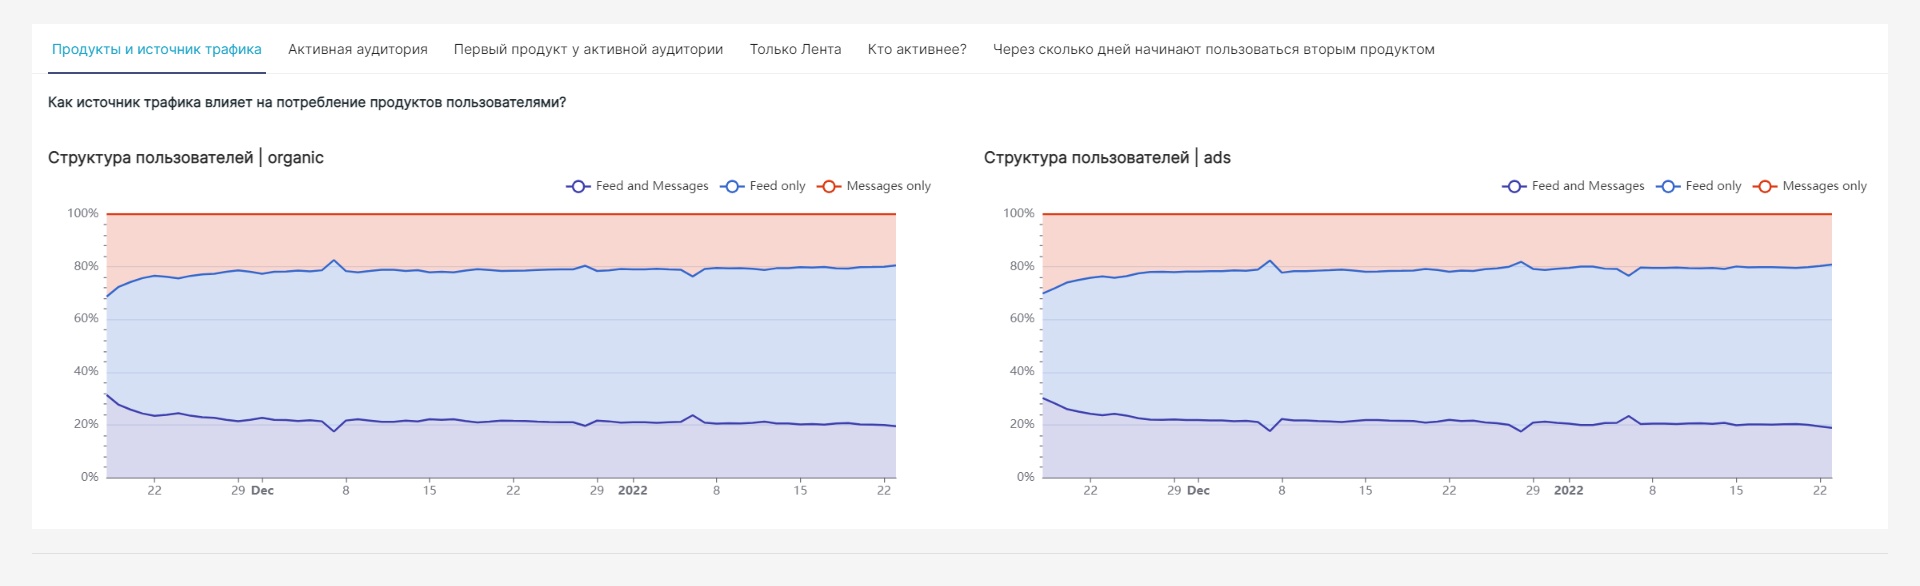 Продукты и источник трафика Активная аудитория Первый продукт у активной аудитории Только Лента Кто активнее? Через сколько дней начинают пользоваться вторым продуктом
Как источник трафика влияет на потребление продуктов пользователями?
Структура пользователей | organic
Feed and Messages Feed only Messages only
100%
80%
60%
40%
20%
0%
22 29 Dec 8 15 22 29 2022 8 15 22
Структура пользователей | ads
Feed and Messages Feed only Messages only
100%
80%
60%
40%
20%
0%
22 29 Dec 8 15 22 29 2022 8 15 22